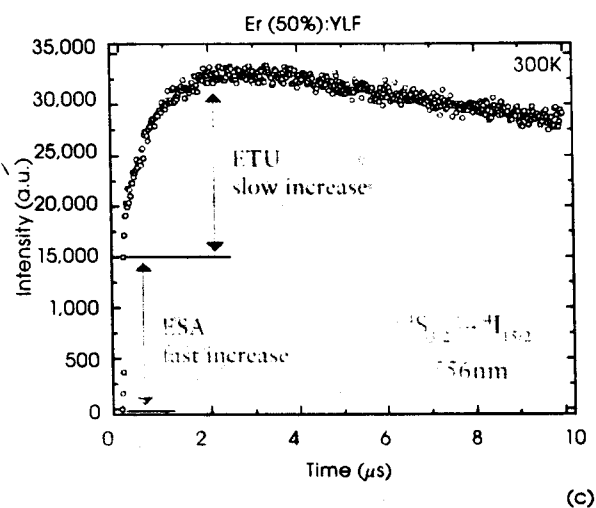 Er (50%):YLF
300K
35,000
30,000
25,000
20,000
15,000
1,000
500
0
Intensity (a.u.)
ETU
slow increase
ESA
fast increase
56nm
0 2 4 6 8 10
Time (μs)
(c)